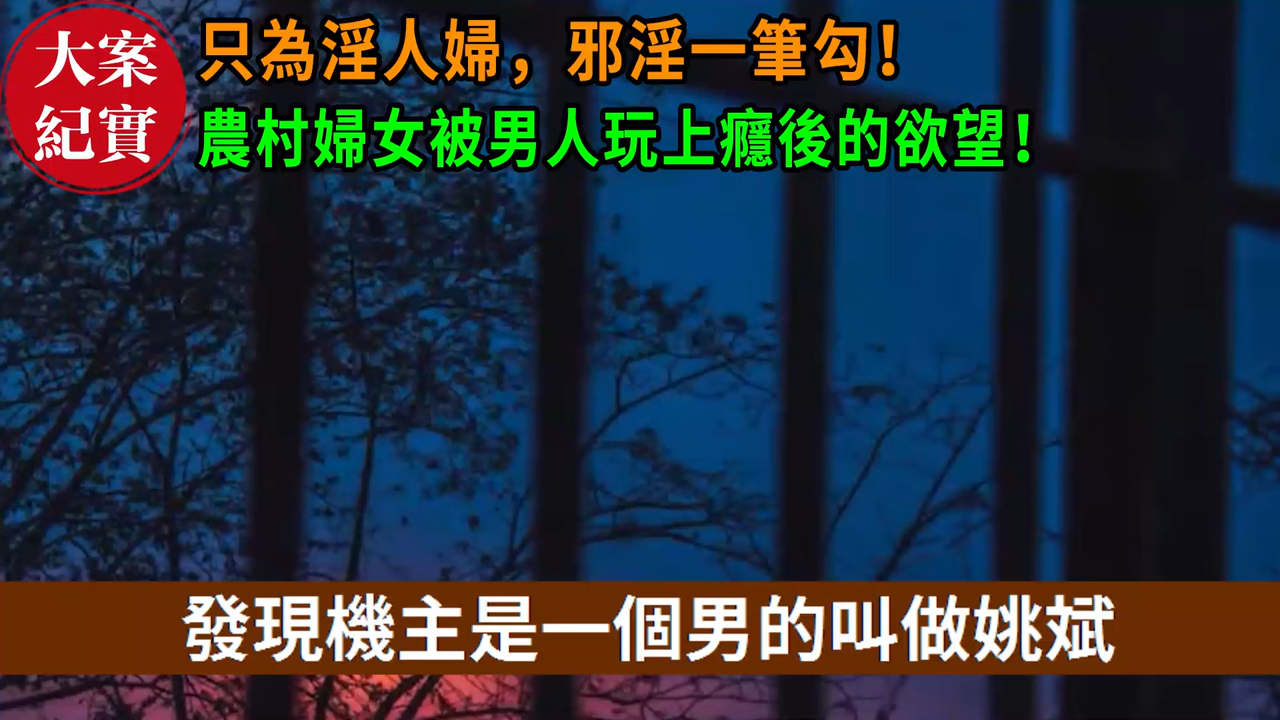 大案
紀實
只為淫人婦，邪淫一筆勾！
農村婦女被男人玩上癮後的欲望！
發現機主是一個男的叫做姚斌